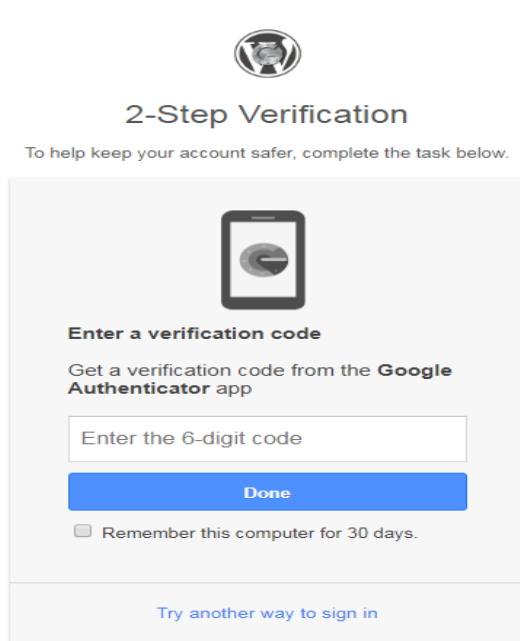 2-Step Verification
To help keep your account safer, complete the task below.
Enter a verification code
Get a verification code from the Google
Authenticator app
Enter the 6-digit code
Done
Remember this computer for 30 days.
Try another way to sign in